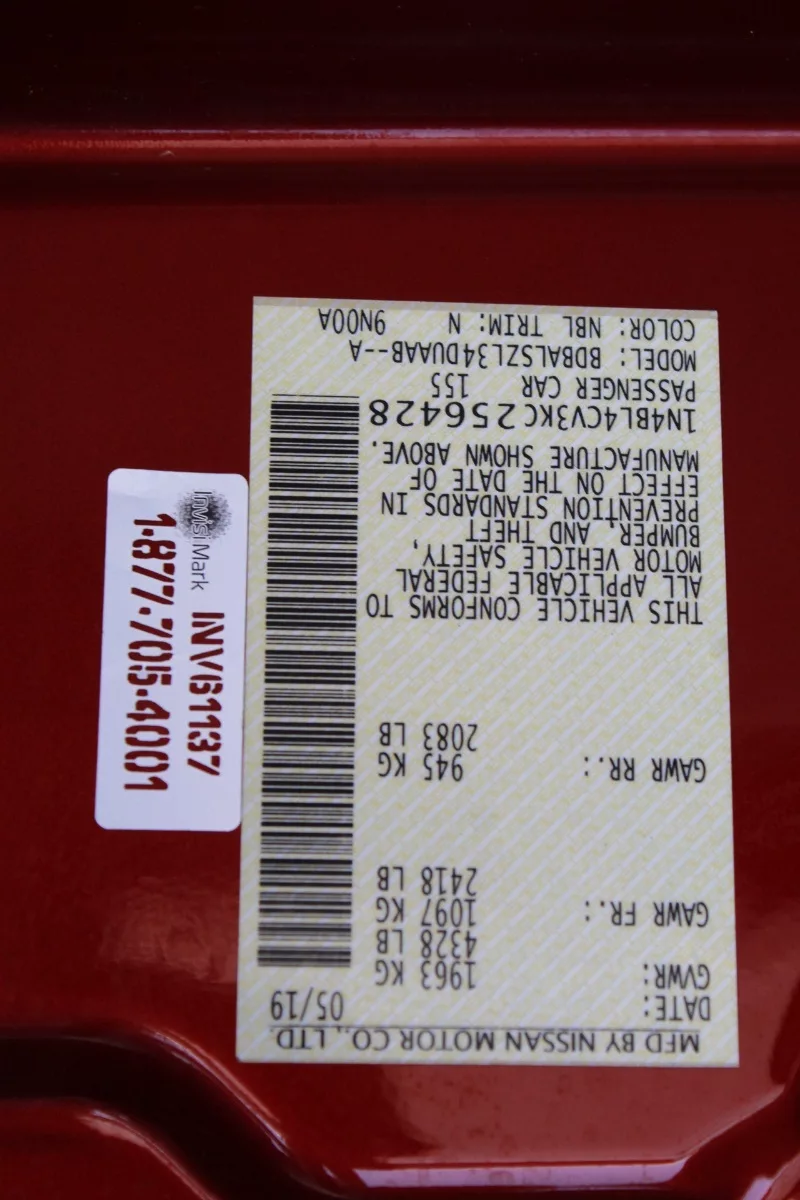 MFD BY NISSAN MOTOR CO., LTD.
DATE: 05/19
GVWR: 1963 KG
4328 LB
GAWR FR.: 1097 KG
2418 LB
GAWR RR.: 945 KG
2083 LB
THIS VEHICLE CONFORMS TO
ALL APPLICABLE FEDERAL
MOTOR VEHICLE SAFETY,
BUMPER, AND THEFT
PREVENTION STANDARDS IN
EFFECT ON THE DATE OF
MANUFACTURE SHOWN ABOVE.
1N4BL4CV3KC256428
PASSENGER CAR 155
MODEL: BDBALSZL34DUAAB--A
COLOR: NBL TRIM: N 9N00A
InvisiMark INV61137
1-877-705-4001